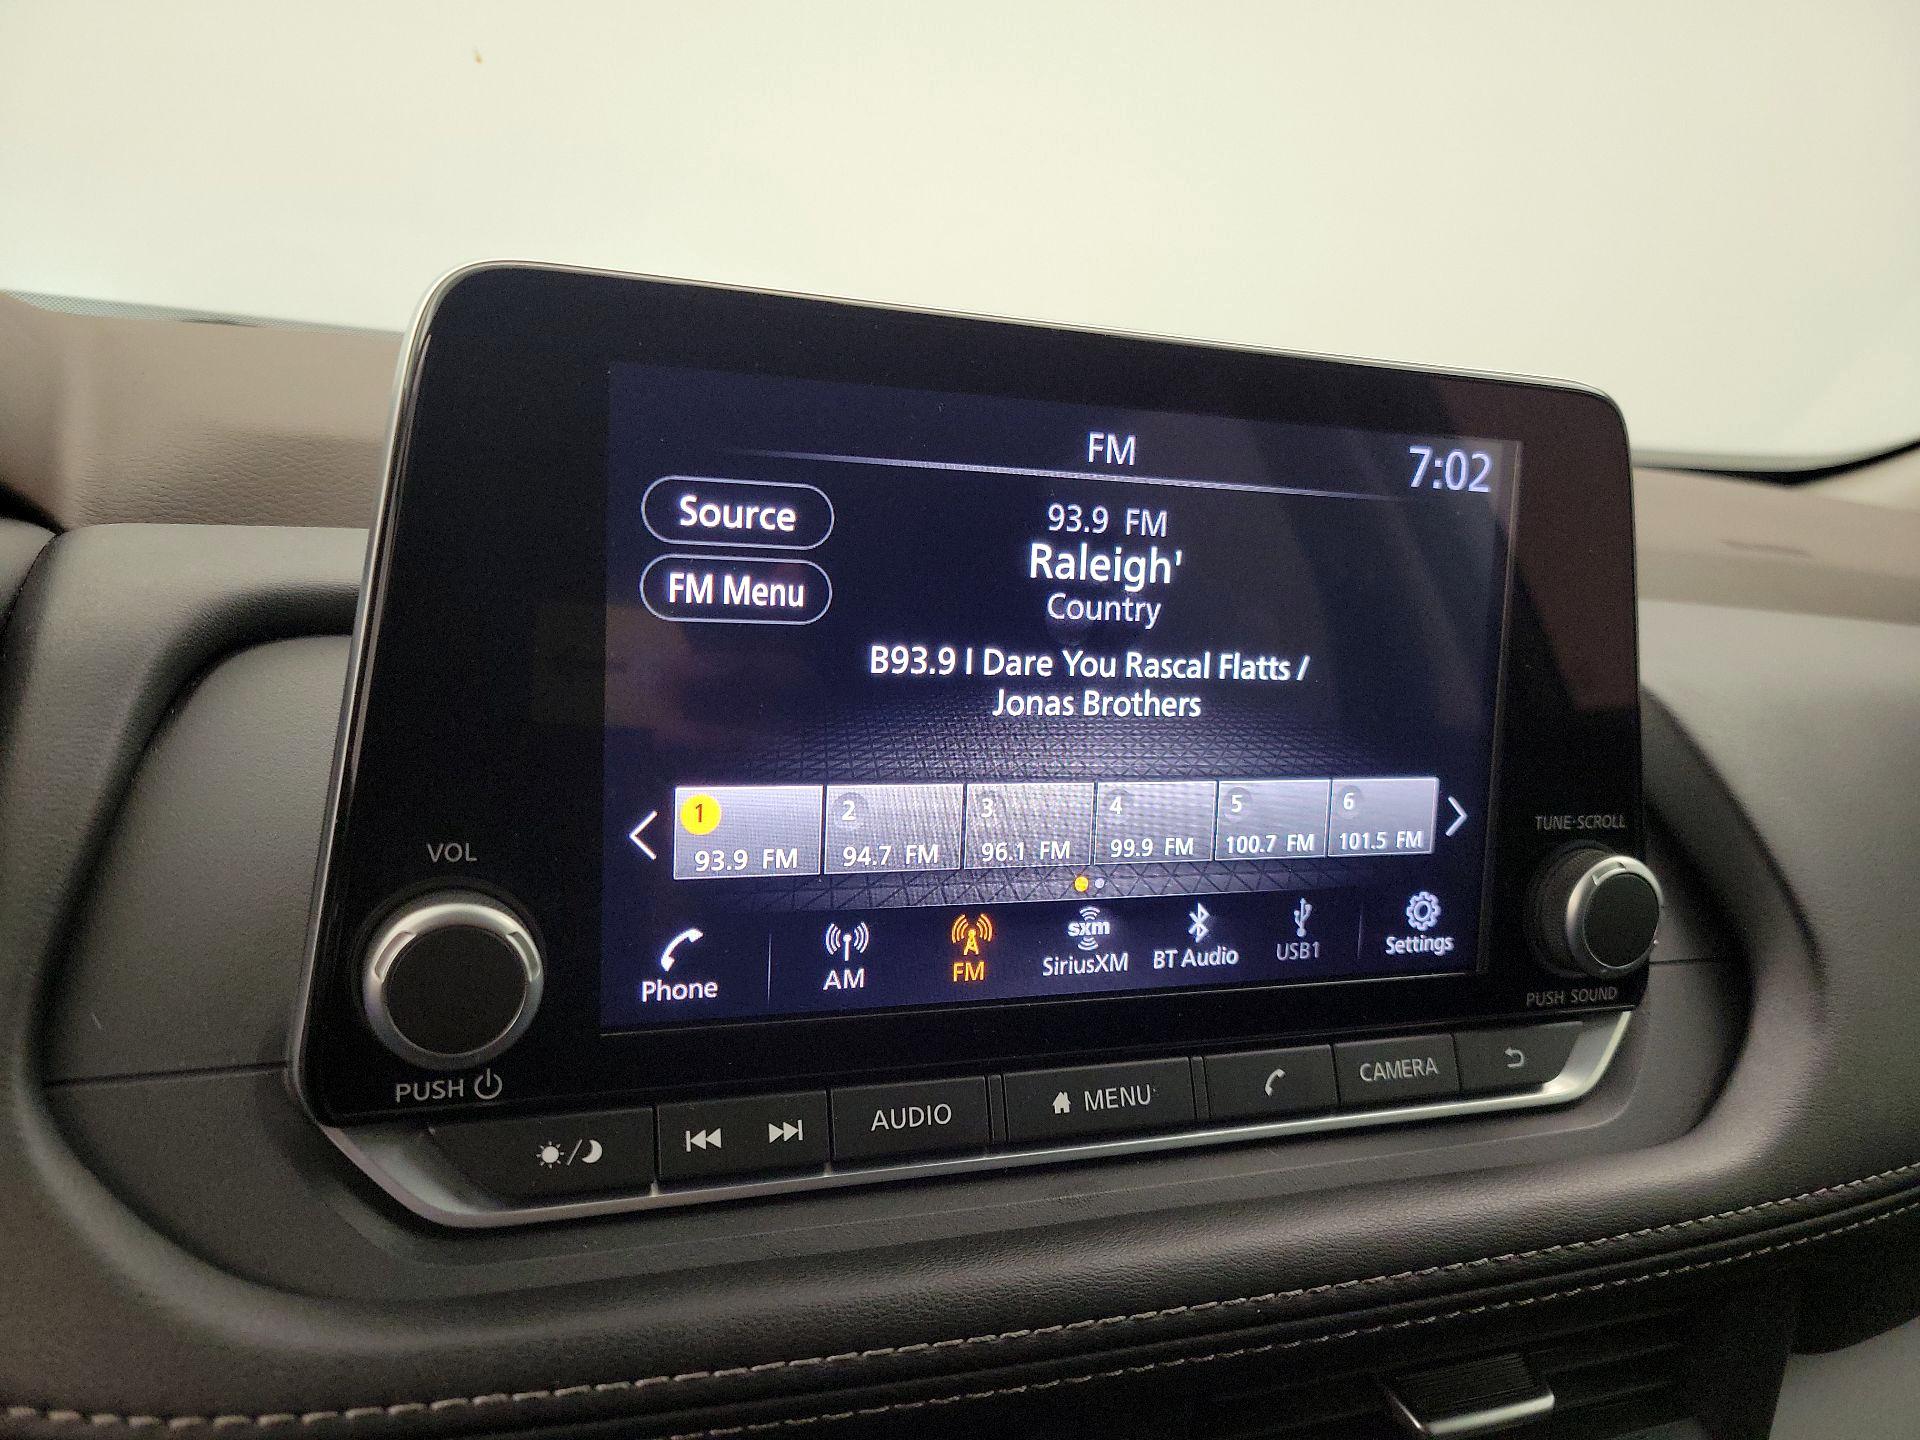 FM
7:02
Source
93.9 FM
Raleigh'
FM Menu
Country
B93.9 I Dare You Rascal Flatts /
Jonas Brothers
1 2 3 4 5 6
93.9 FM 94.7 FM 96.1 FM 99.9 FM 100.7 FM 101.5 FM
sxm
Phone AM FM SiriusXM BT Audio USB1 Settings
VOL
PUSH
TUNE·SCROLL
PUSH SOUND
AUDIO MENU CAMERA